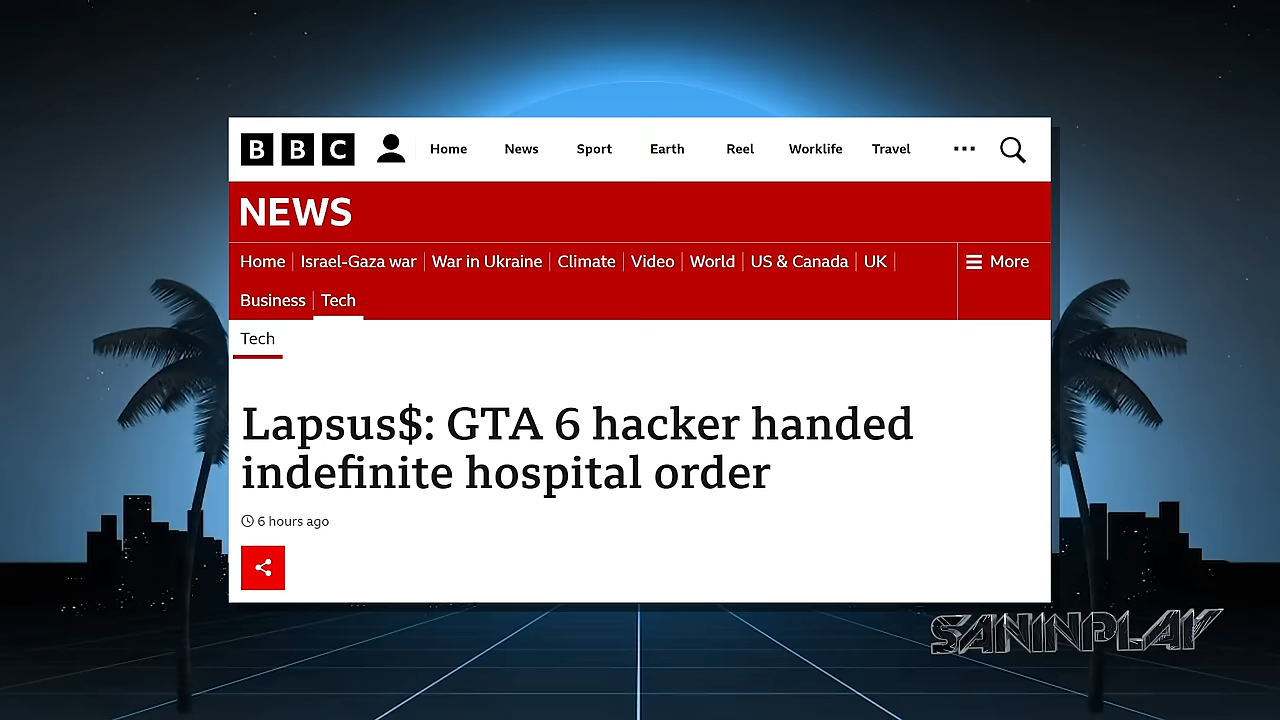 BBC Home News Sport Earth Reel Worklife Travel
NEWS
Home Israel-Gaza war War in Ukraine Climate Video World US & Canada UK More
Business Tech
Tech
Lapsus$: GTA 6 hacker handed
indefinite hospital order
6 hours ago
SANINPLAY